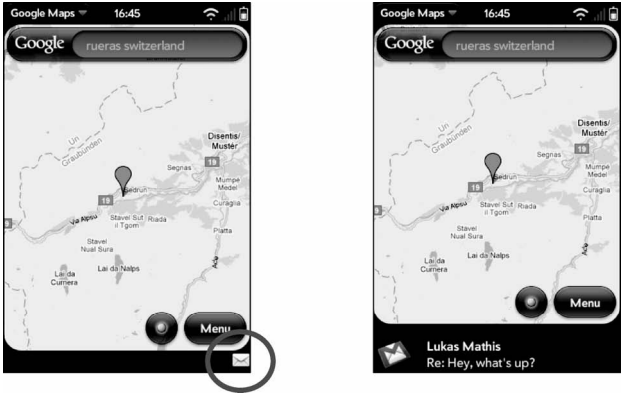 Google Maps 16:45
Google rueras switzerland
Un
Graubünden
Disentis/
Mustér
19
Segnas
Mumpe
Medel
Sedrun
19
Curaglia
Via Alpsu
Stavel Sut
il Tgom
Riada
Platta
Stavel
Nual Sura
Lai da
Curnera
Lai da Nalps
Menu
Google Maps 16:45
Google rueras switzerland
Un
Graubünden
Disentis/
Mustér
19
Segnas
Mumpe
Medel
Sedrun
19
Curaglia
Via Alpsu
Stavel Sut
il Tgom
Riada
Platta
Stavel
Nual Sura
Lai da
Curnera
Lai da Nalps
Menu
Lukas Mathis
Re: Hey, what's up?